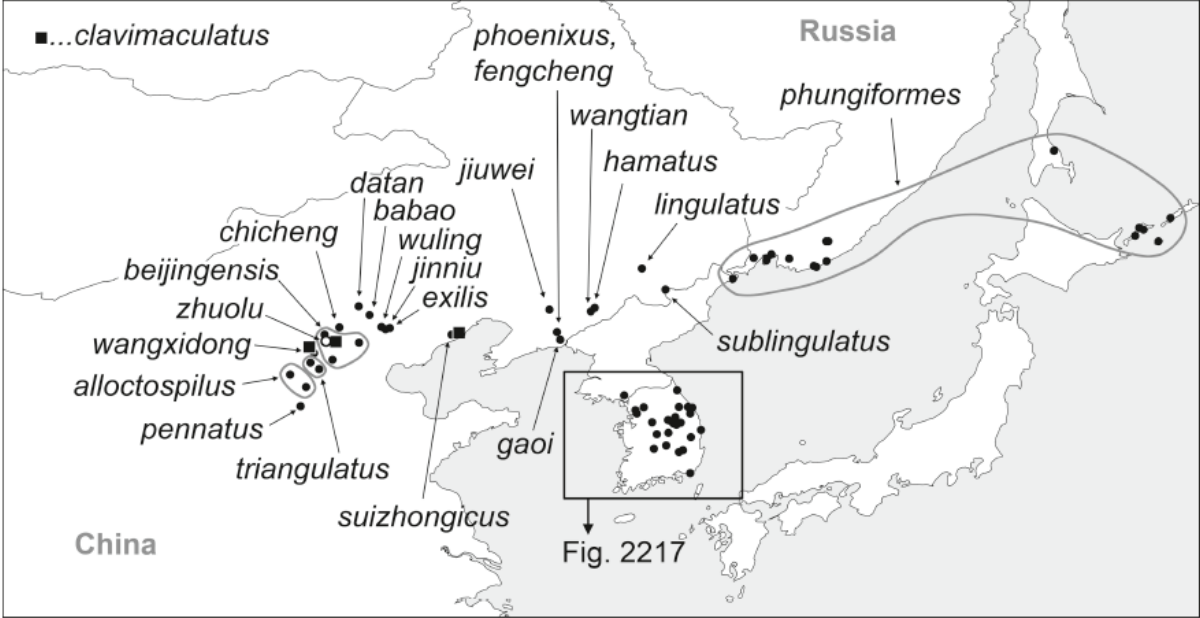 ■...clavimaculatus
phoenixus,
fengcheng
Russia
phungiformes
wangtian
hamatus
jiuwei
datan
lingulatus
babao
chicheng
wuling
beijingensis
jinniu
zhuolu
exilis
wangxidong
sublingulatus
alloctospilus
pennatus
gaoi
triangulatus
suizhongicus
China
Fig. 2217